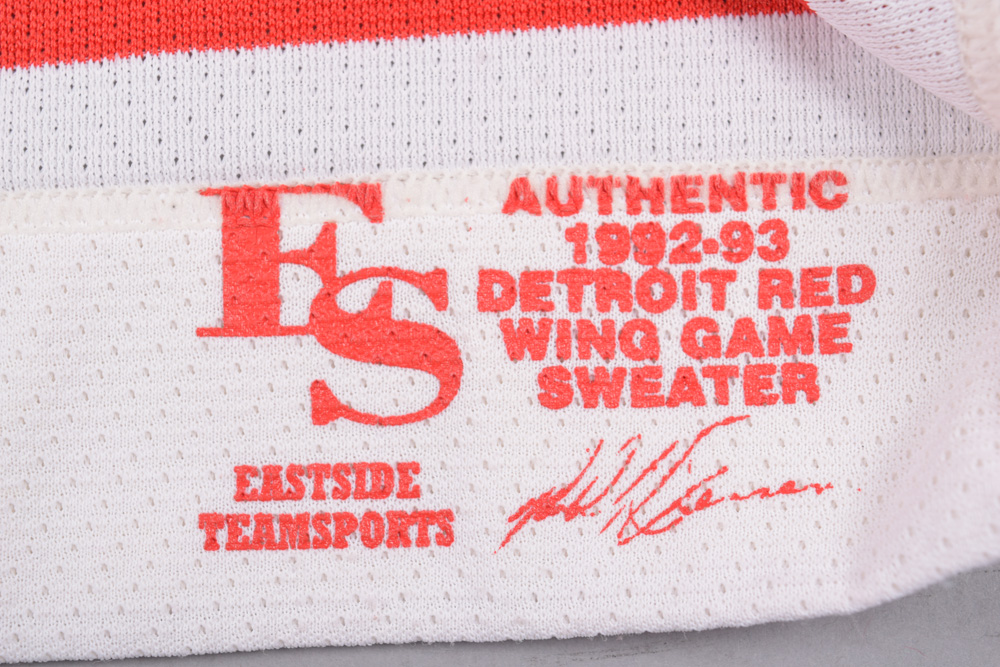 ES
EASTSIDE
TEAMSPORTS
AUTHENTIC
1992-93
DETROIT RED
WING GAME
SWEATER